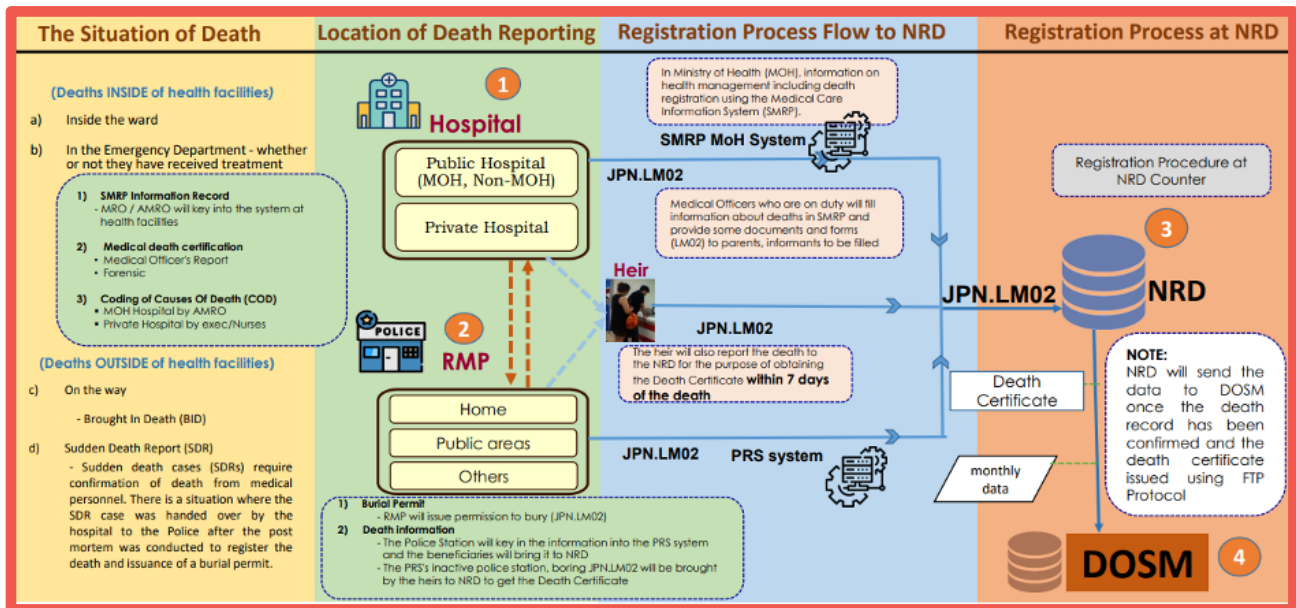 The Situation of Death
Location of Death Reporting
Registration Process Flow to NRD
Registration Process at NRD
(Deaths INSIDE of health facilities)
a) Inside the ward
b) In the Emergency Department - whether
or not they have received treatment
1) SMRP Information Record
- MRO / AMRO will key into the system at
health facilities
2) Medical death certification
• Medical Officer's Report
• Forensic
3) Coding of Causes Of Death (COD)
• MOH Hospital by AMRO
• Private Hospital by exec/Nurses
(Deaths OUTSIDE of health facilities)
c) On the way
- Brought In Death (BID)
d) Sudden Death Report (SDR)
- Sudden death cases (SDRs) require
confirmation of death from medical
personnel. There is a situation where the
SDR case was handed over by the
hospital to the Police after the post
mortem was conducted to register the
death and issuance of a burial permit.
1
Hospital
Public Hospital
(MOH, Non-MOH)
Private Hospital
POLICE
2
RMP
Home
Public areas
Others
1) Burial Permit
- RMP will issue permission to bury (JPN.LM02)
2) Death information
- The Police Station will key in the information into the PRS system
and the beneficiaries will bring it to NRD
- The PRS's inactive police station, boring JPN.LM02 will be brought
by the heirs to NRD to get the Death Certificate
In Ministry of Health (MOH), information on
health management including death
registration using the Medical Care
Information System (SMRP).
SMRP MoH System
JPN.LM02
Medical Officers who are on duty will fill
information about deaths in SMRP and
provide some documents and forms
(LM02) to parents, informants to be filled
Heir
JPN.LM02
The heir will also report the death to
the NRD for the purpose of obtaining
the Death Certificate within 7 days
of the death
JPN.LM02
PRS system
JPN.LM02
Registration Procedure at
NRD Counter
3
NRD
Death
Certificate
monthly
data
NOTE:
NRD will send the
data to DOSM
once the death
record has been
confirmed and the
death certificate
issued using FTP
Protocol
DOSM
4